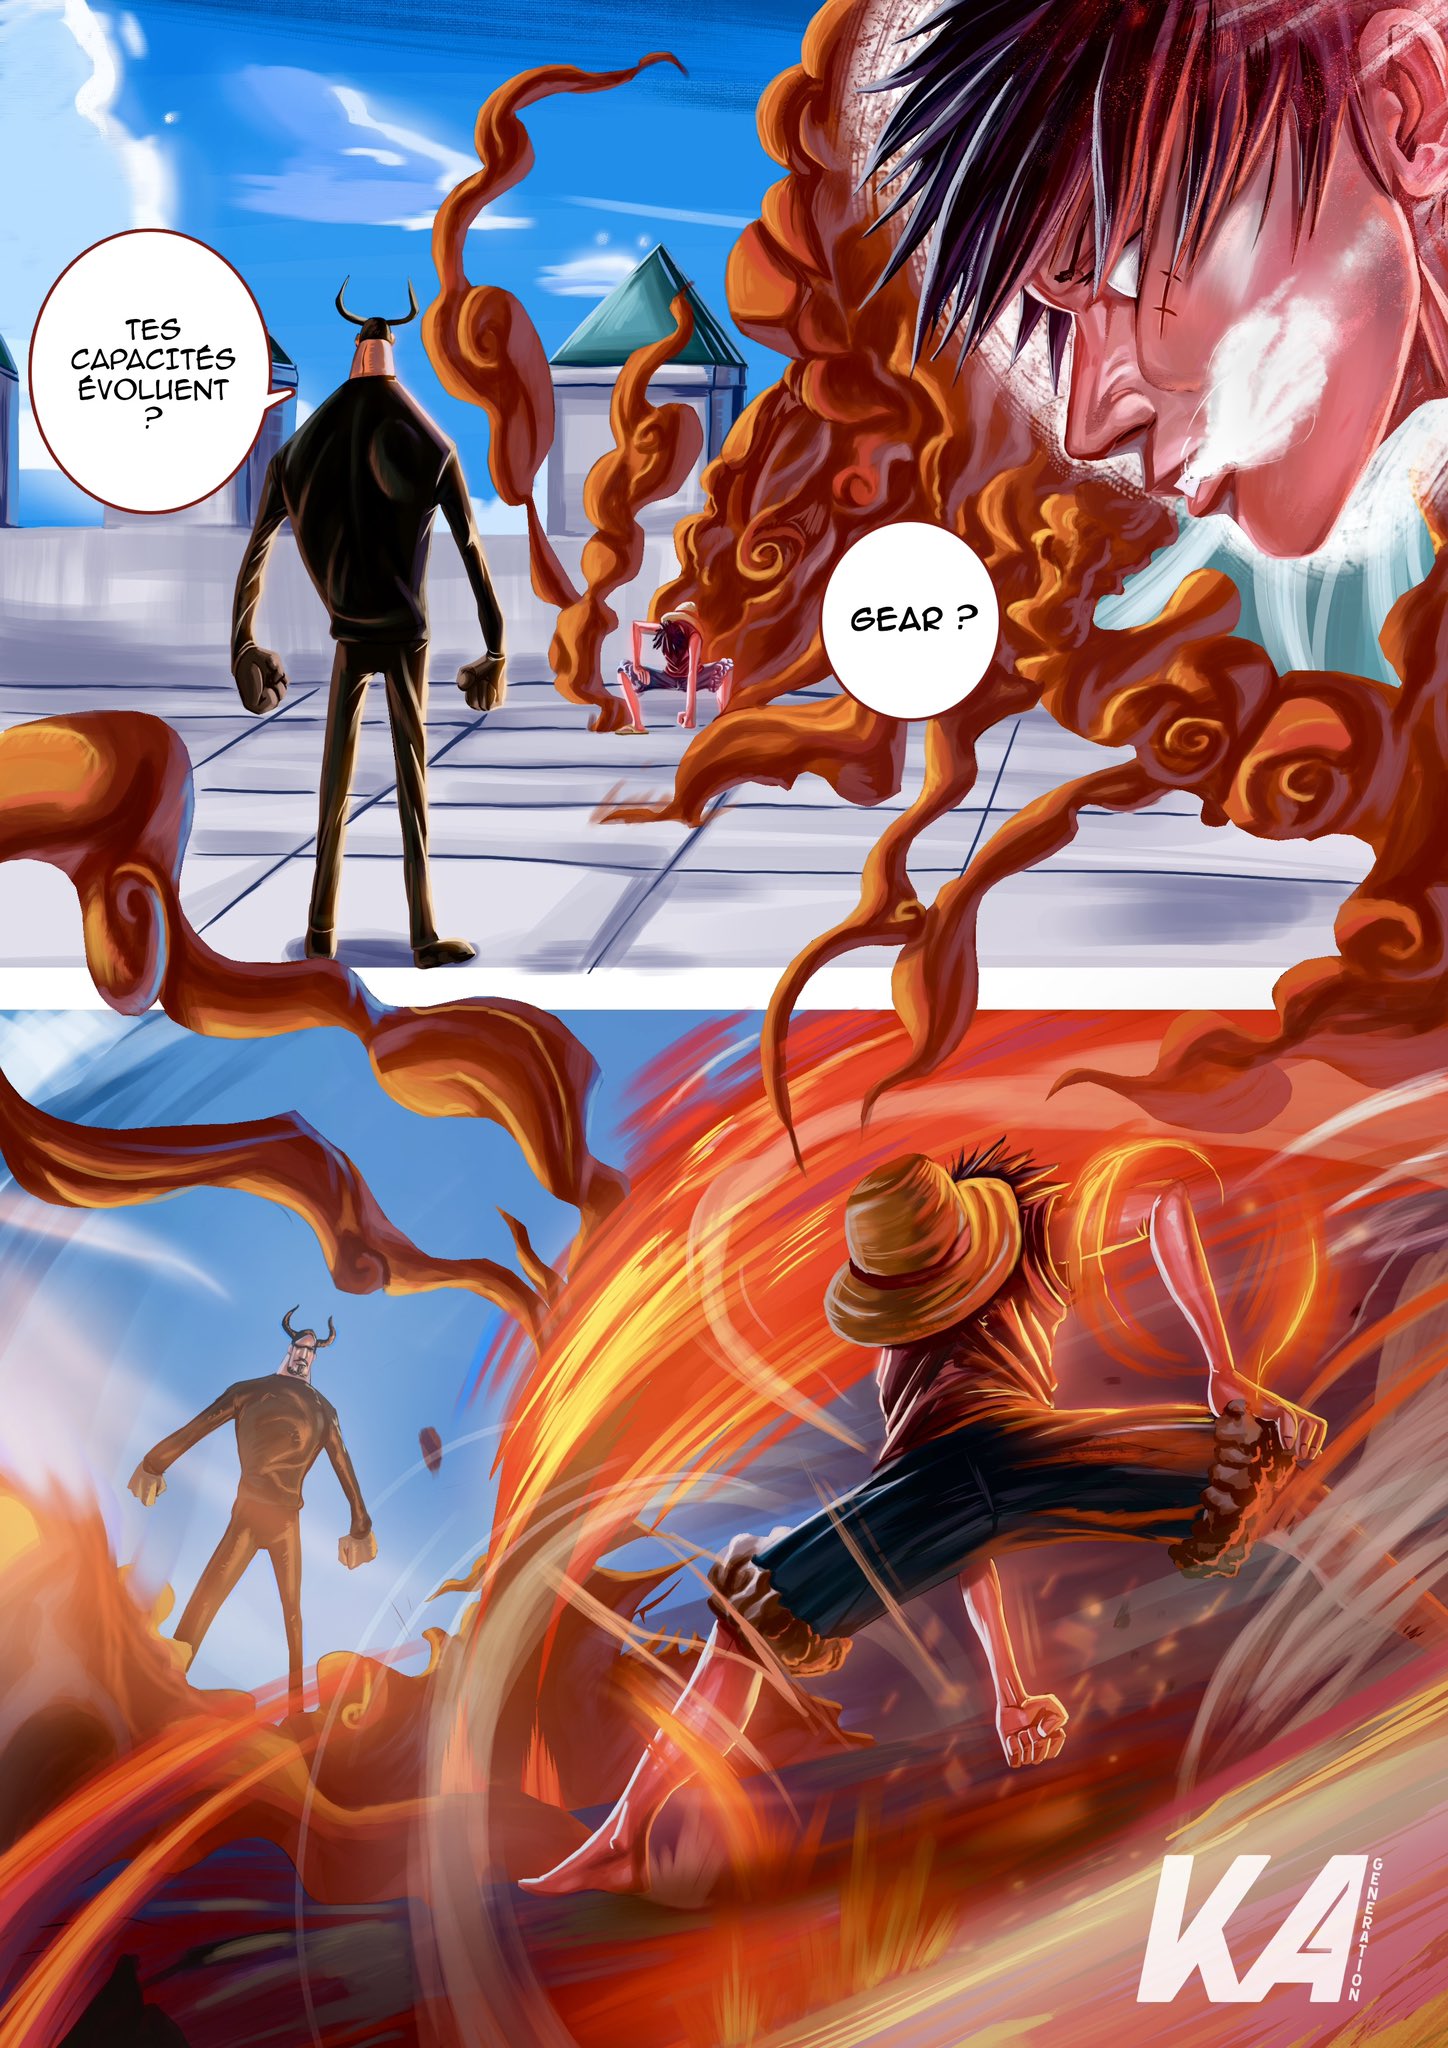 TES
CAPACITÉS
ÉVOLUENT
?
GEAR ?
KA
GENERATION